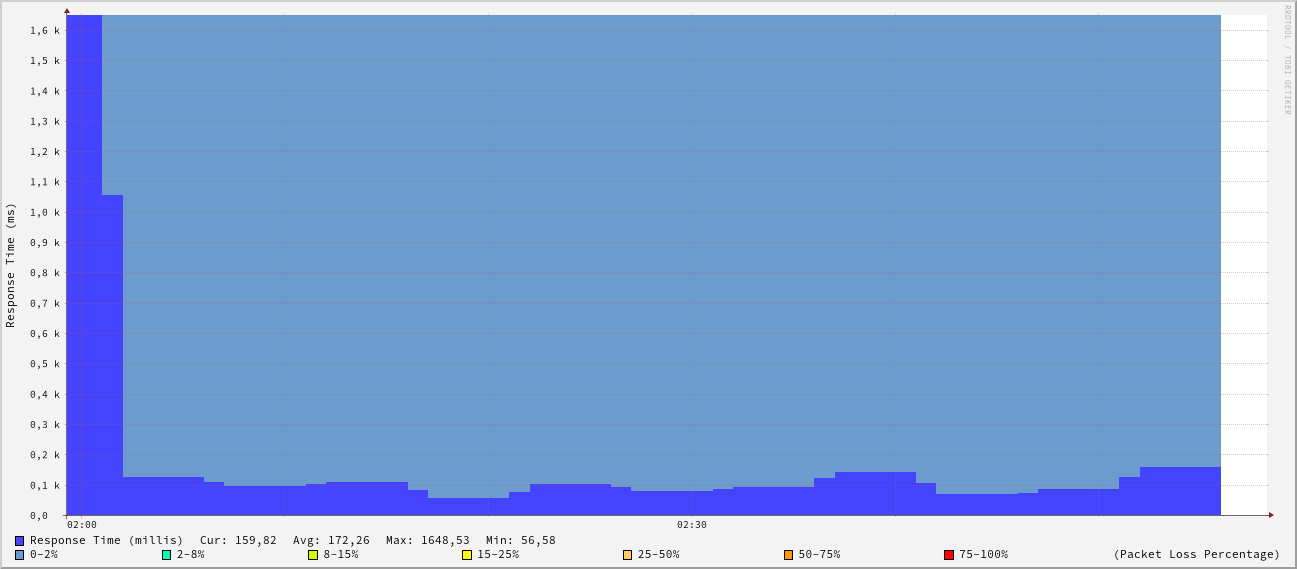 RRDTOOL / TOBI OETIKER
Response Time (ms)
1,6 k
1,5 k
1,4 k
1,3 k
1,2 k
1,1 k
1,0 k
0,9 k
0,8 k
0,7 k
0,6 k
0,5 k
0,4 k
0,3 k
0,2 k
0,1 k
0,0
02:00 02:30
Response Time (millis) Cur: 159,82 Avg: 172,26 Max: 1648,53 Min: 56,58
0-2% 2-8% 8-15% 15-25% 25-50% 50-75% 75-100% (Packet Loss Percentage)